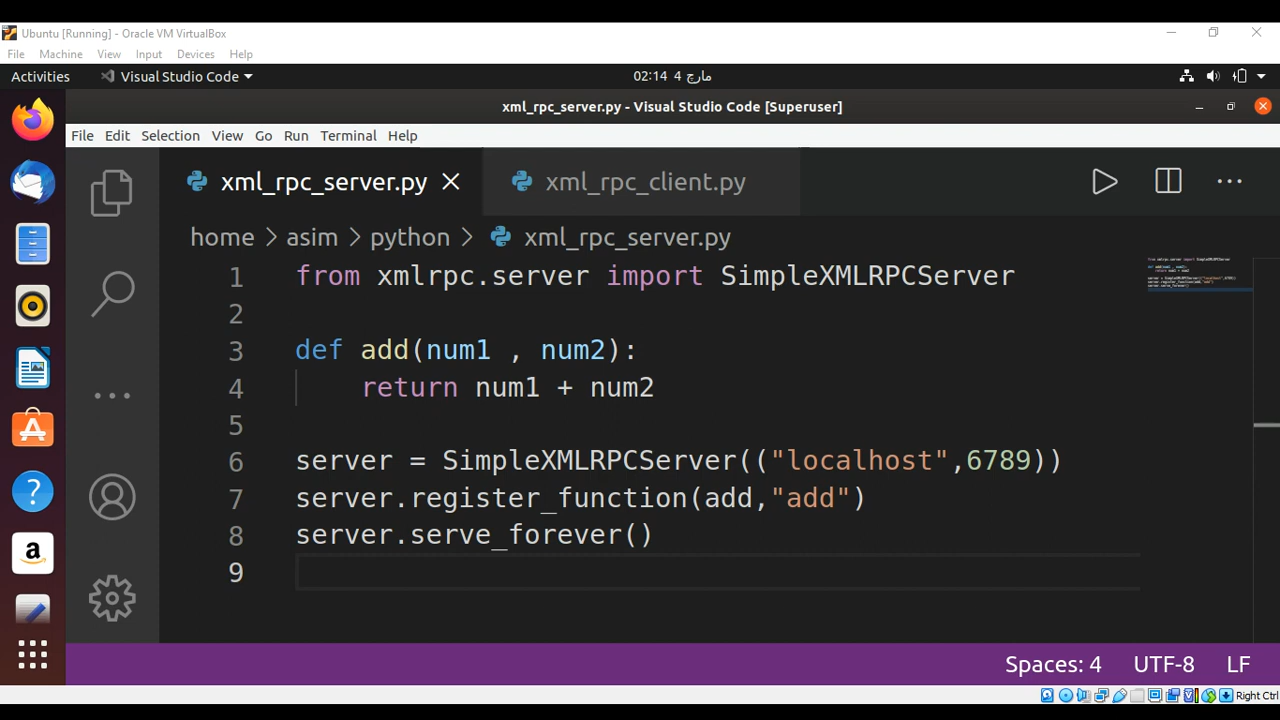 Ubuntu [Running] - Oracle VM VirtualBox
File Machine View Input Devices Help
Activities Visual Studio Code 02:14 4 مارچ
xml_rpc_server.py - Visual Studio Code [Superuser]
File Edit Selection View Go Run Terminal Help
xml_rpc_server.py xml_rpc_client.py
home > asim > python > xml_rpc_server.py
1 from xmlrpc.server import SimpleXMLRPCServer
2
3 def add(num1 , num2):
4 return num1 + num2
5
6 server = SimpleXMLRPCServer(("localhost",6789))
7 server.register_function(add,"add")
8 server.serve_forever()
9
Spaces: 4 UTF-8 LF
Right Ctrl